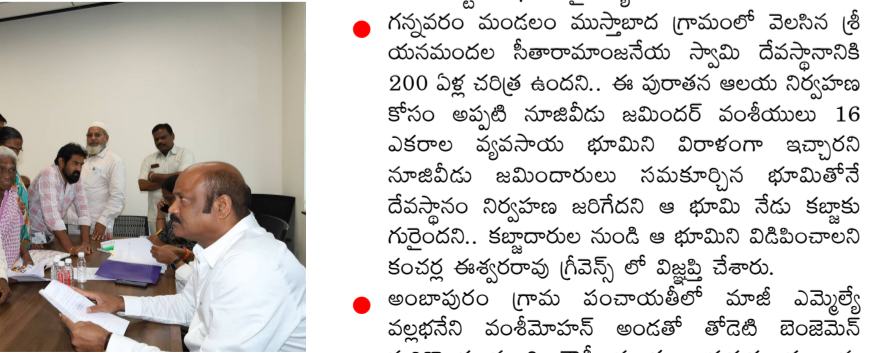 గన్నవరం మండలం ముస్తాబాద గ్రామంలో వెలసిన శ్రీ
యనమందల సీతారామాంజనేయ స్వామి దేవస్థానానికి
200 ఏళ్ల చరిత్ర ఉందని.. ఈ పురాతన ఆలయ నిర్వహణ
కోసం అప్పటి నూజివీడు జమిందర్ వంశీయులు 16
ఎకరాల వ్యవసాయ భూమిని విరాళంగా ఇచ్చారని
నూజివీడు జమిందారులు సమకూర్చిన భూమితోనే
దేవస్థానం నిర్వహణ జరిగేదని ఆ భూమి నేడు కబ్జాకు
గురైందని.. కబ్జాదారుల నుండి ఆ భూమిని విడిపించాలని
కంచర్ల ఈశ్వరరావు గ్రీవెన్స్ లో విజ్ఞప్తి చేశారు.
అంబాపురం గ్రామ పంచాయతీలో మాజీ ఎమ్మెల్యే
వల్లభనేని వంశీమోహన్ అండతో తోడెటి బెంజెమెన్